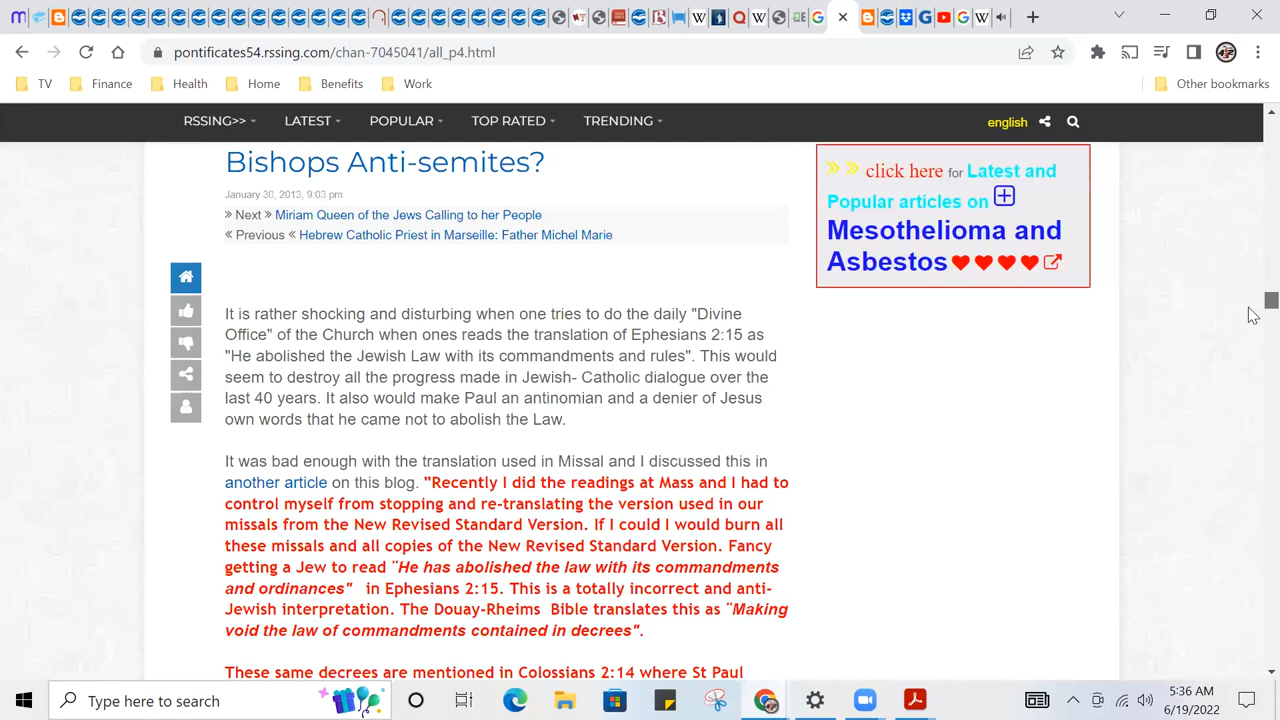 pontificates54.rssing.com/chan-7045041/all_p4.html
TV Finance Health Home Benefits Work Other bookmarks
RSSING>> LATEST POPULAR TOP RATED TRENDING english
Bishops Anti-semites?
January 30, 2013, 9:03 pm
» Next » Miriam Queen of the Jews Calling to her People
« Previous « Hebrew Catholic Priest in Marseille: Father Michel Marie
»» click here for Latest and
Popular articles on
Mesothelioma and
Asbestos
It is rather shocking and disturbing when one tries to do the daily "Divine
Office" of the Church when ones reads the translation of Ephesians 2:15 as
"He abolished the Jewish Law with its commandments and rules". This would
seem to destroy all the progress made in Jewish- Catholic dialogue over the
last 40 years. It also would make Paul an antinomian and a denier of Jesus
own words that he came not to abolish the Law.
It was bad enough with the translation used in Missal and I discussed this in
another article on this blog. "Recently I did the readings at Mass and I had to
control myself from stopping and re-translating the version used in our
missals from the New Revised Standard Version. If I could I would burn all
these missals and all copies of the New Revised Standard Version. Fancy
getting a Jew to read "He has abolished the law with its commandments
and ordinances" in Ephesians 2:15. This is a totally incorrect and anti-
Jewish interpretation. The Douay-Rheims Bible translates this as "Making
void the law of commandments contained in decrees".
These same decrees are mentioned in Colossians 2:14 where St Paul
Type here to search
5:36 AM
6/19/2022